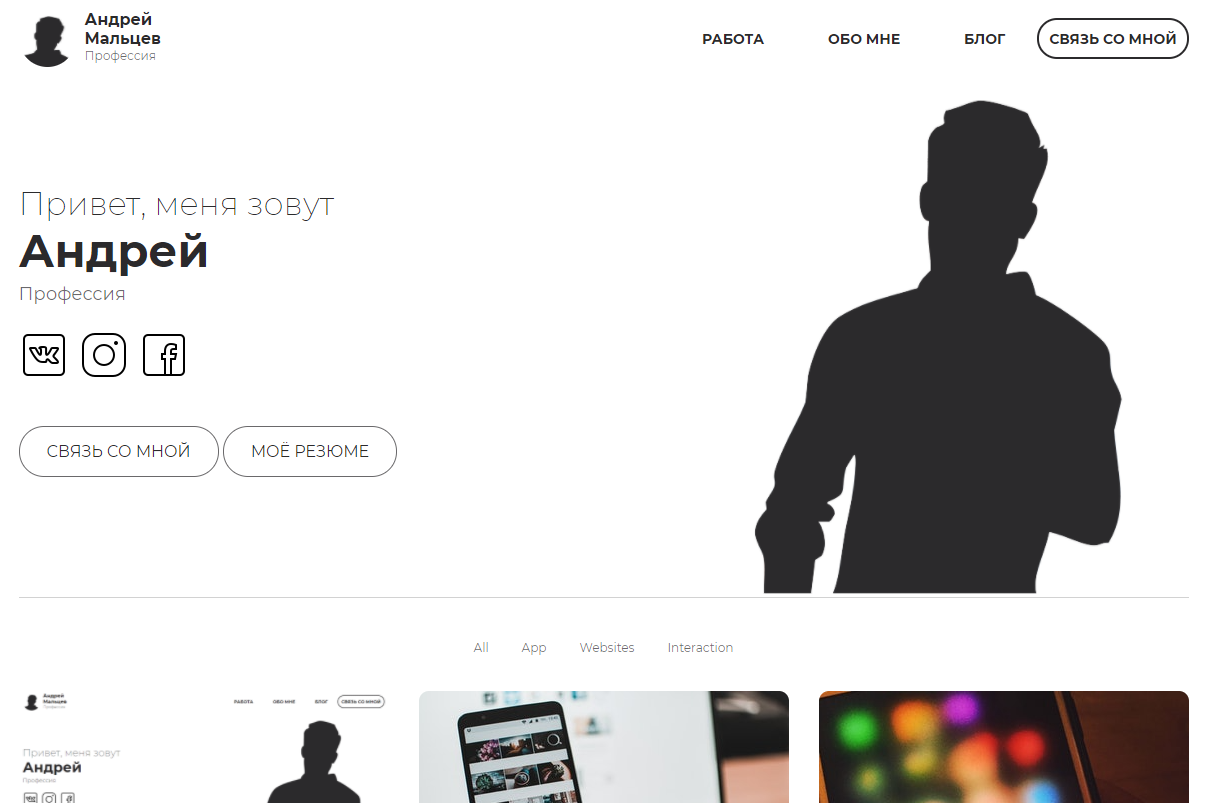 Андрей
Мальцев
Профессия
РАБОТА ОБО МНЕ БЛОГ СВЯЗЬ СО МНОЙ
Привет, меня зовут
Андрей
Профессия
СВЯЗЬ СО МНОЙ МОЁ РЕЗЮМЕ
All App Websites Interaction
Андрей
Мальцев
Профессия
РАБОТА ОБО МНЕ БЛОГ СВЯЗЬ СО МНОЙ
Привет, меня зовут
Андрей
Профессия